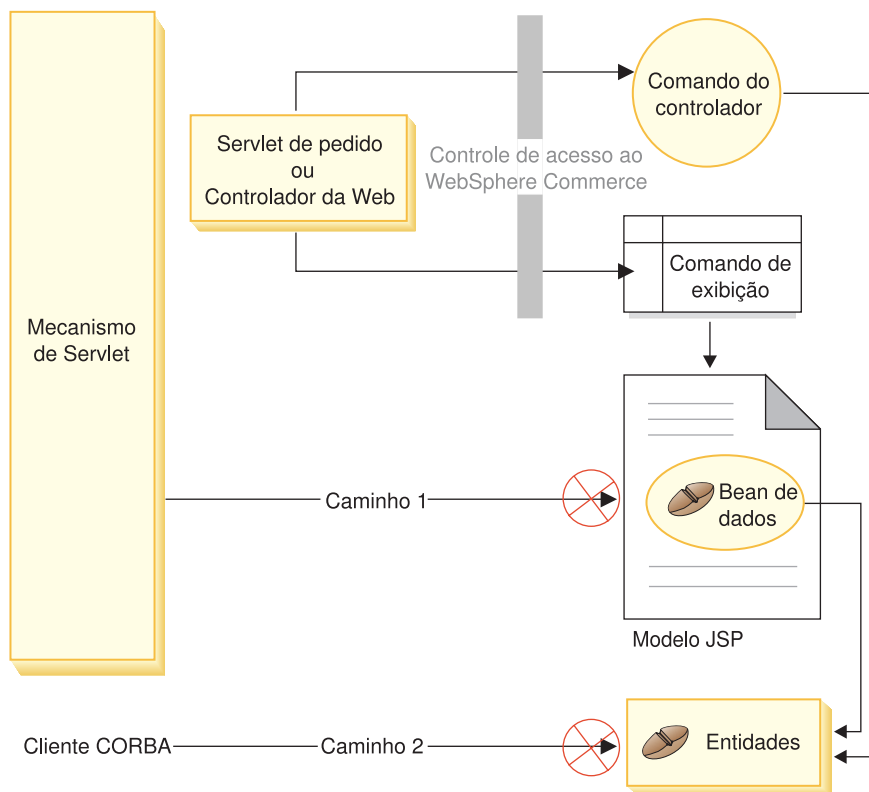 Comando do
controlador
Servlet de pedido
ou
Controlador da Web
Controle de acesso ao
WebSphere Commerce
Comando de
exibição
Mecanismo
de Servlet
Caminho 1
Bean de
dados
Modelo JSP
Cliente CORBA
Caminho 2
Entidades